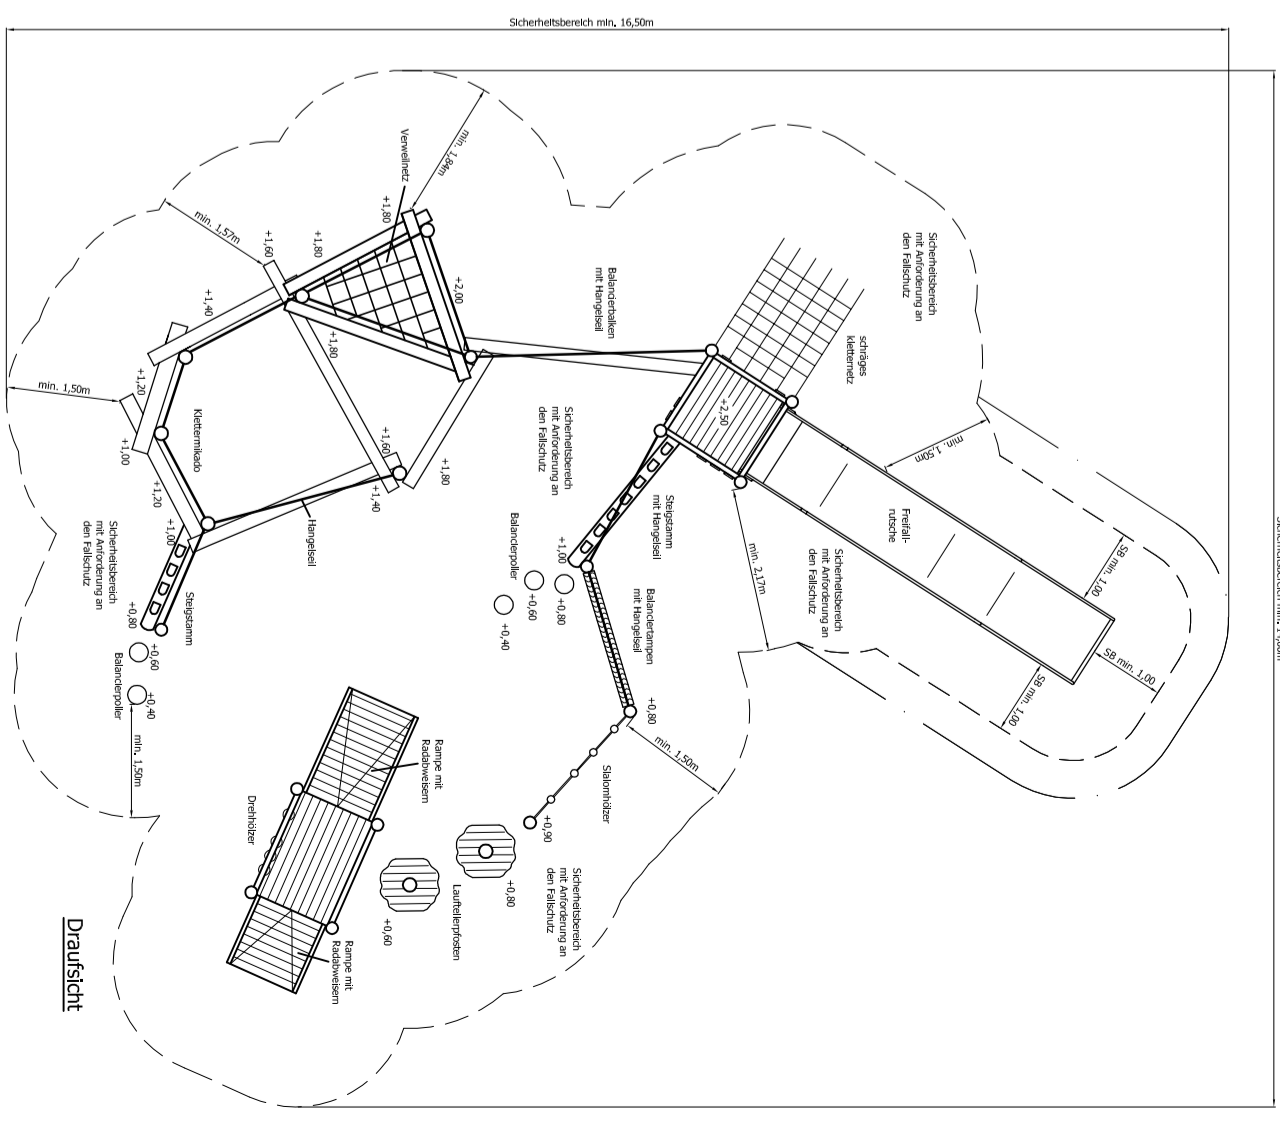 Sicherheitsbereich min. 16,50m
min. 1,84m
Verweilnetz
+1,80
min. 1,57m
+1,60
+1,80
+2,00
+1,40
+1,80
Balancierbalken
mit Hangelseil
Sicherheitsbereich
mit Anforderung an
den Fallschutz
schräges
kletternetz
+2,50
min. 1,50m
min. 1,50m
+1,20
+1,00
Klettermikado
+1,60
+1,80
+1,40
+1,20
+1,00
Hangelseil
Sicherheitsbereich
mit Anforderung an
den Fallschutz
Steigstamm
mit Hangelseil
Freifall-
rutsche
SB min. 1,00
SB min. 1,00
SB min. 1,00
min. 2,17m
Sicherheitsbereich
mit Anforderung an
den Fallschutz
Balancierpoller
+1,00
+0,80
+0,60
+0,40
Balanciertampen
mit Hangelseil
+0,80
min. 1,50m
Sicherheitsbereich
mit Anforderung an
den Fallschutz
Steigstamm
+0,80
+0,60
+0,40
Balancierpoller
min. 1,50m
Slalomhölzer
+0,90
Rampe mit
Radabweisern
Drehhölzer
Lauftellerpfosten
+0,80
+0,60
Sicherheitsbereich
mit Anforderung an
den Fallschutz
Rampe mit
Radabweisern
Draufsicht